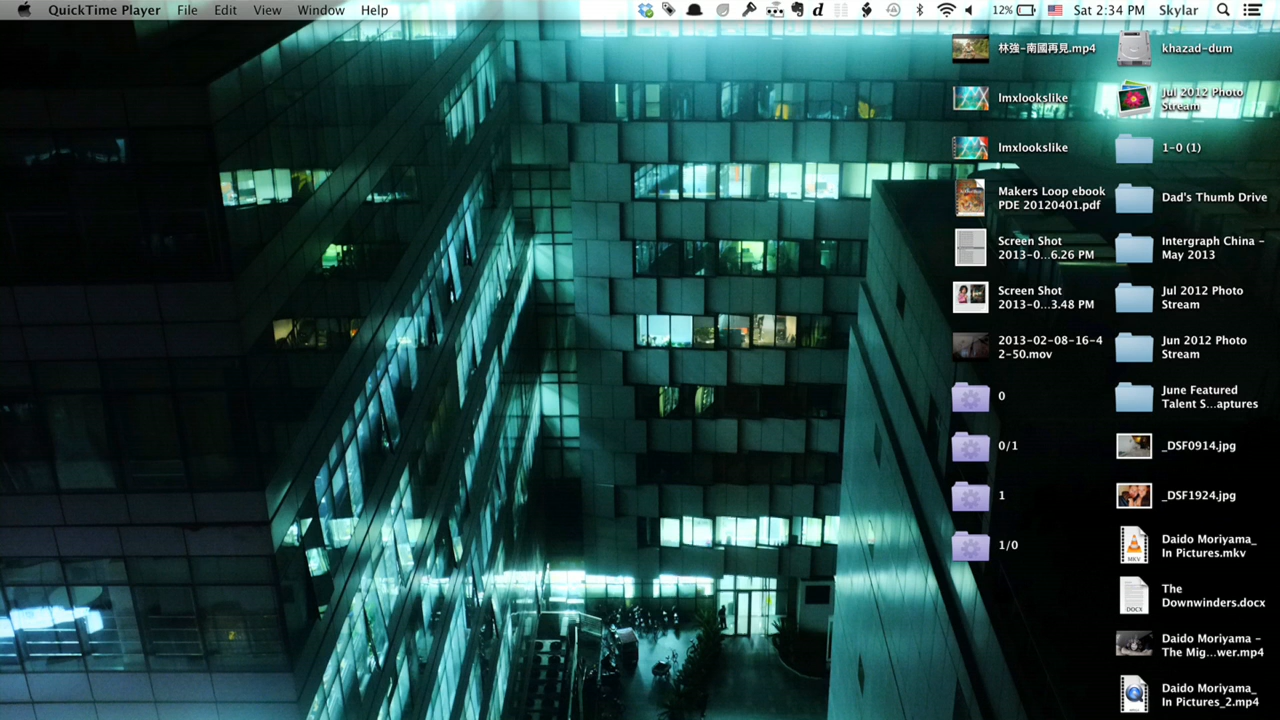 QuickTime Player File Edit View Window Help 12% Sat 2:34 PM Skylar
林強-南國再見.mp4
khazad-dum
lmxlookslike
Jul 2012 Photo
Stream
lmxlookslike
1-0 (1)
Makers Loop ebook
PDE 20120401.pdf
Dad's Thumb Drive
Screen Shot
2013-0...6.26 PM
Intergraph China -
May 2013
Screen Shot
2013-0...3.48 PM
Jul 2012 Photo
Stream
2013-02-08-16-4
2-50.mov
Jun 2012 Photo
Stream
0
June Featured
Talent S...aptures
0/1
_DSF0914.jpg
1
_DSF1924.jpg
1/0
MKV
Daido Moriyama_
In Pictures.mkv
DOCX
The
Downwinders.docx
Daido Moriyama -
The Mig...wer.mp4
Daido Moriyama_
In Pictures_2.mp4